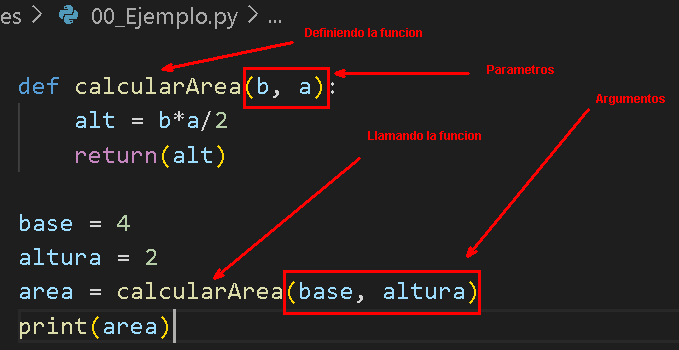 es > 00_Ejemplo.py > ...
Definiendo la funcion
def calcularArea(b, a):
Parametros
alt = b*a/2
Argumentos
return(alt)
Llamando la funcion
base = 4
altura = 2
area = calcularArea(base, altura)
print(area)